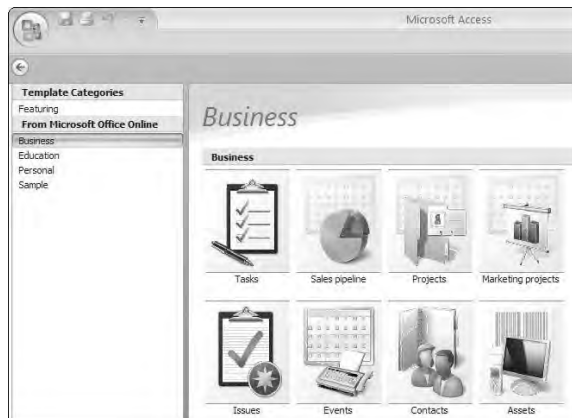 Microsoft Access
Template Categories
Featuring
From Microsoft Office Online
Business
Education
Personal
Sample
Business
Business
Tasks
Sales pipeline
Projects
Marketing projects
Issues
Events
Contacts
Assets